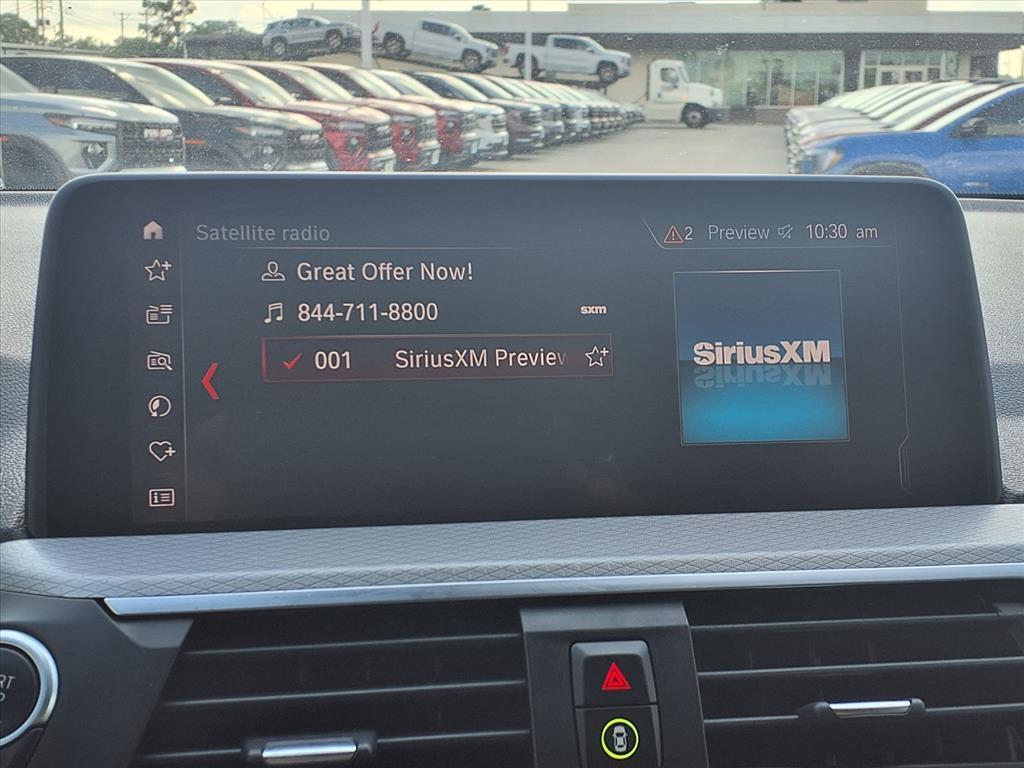 Satellite radio
2 Preview 10:30 am
Great Offer Now!
844-711-8800 sxm
001 SiriusXM Preview
SiriusXM